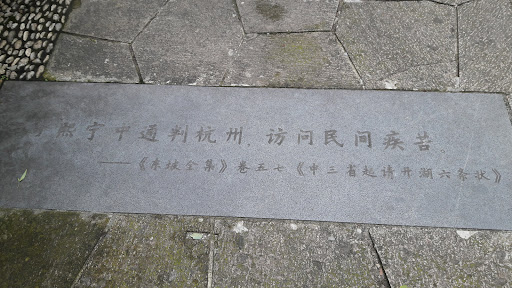 于熙宁中通判杭州，访问民间疾苦。
——《东坡全集》卷五七《申三省起请开湖六条状》